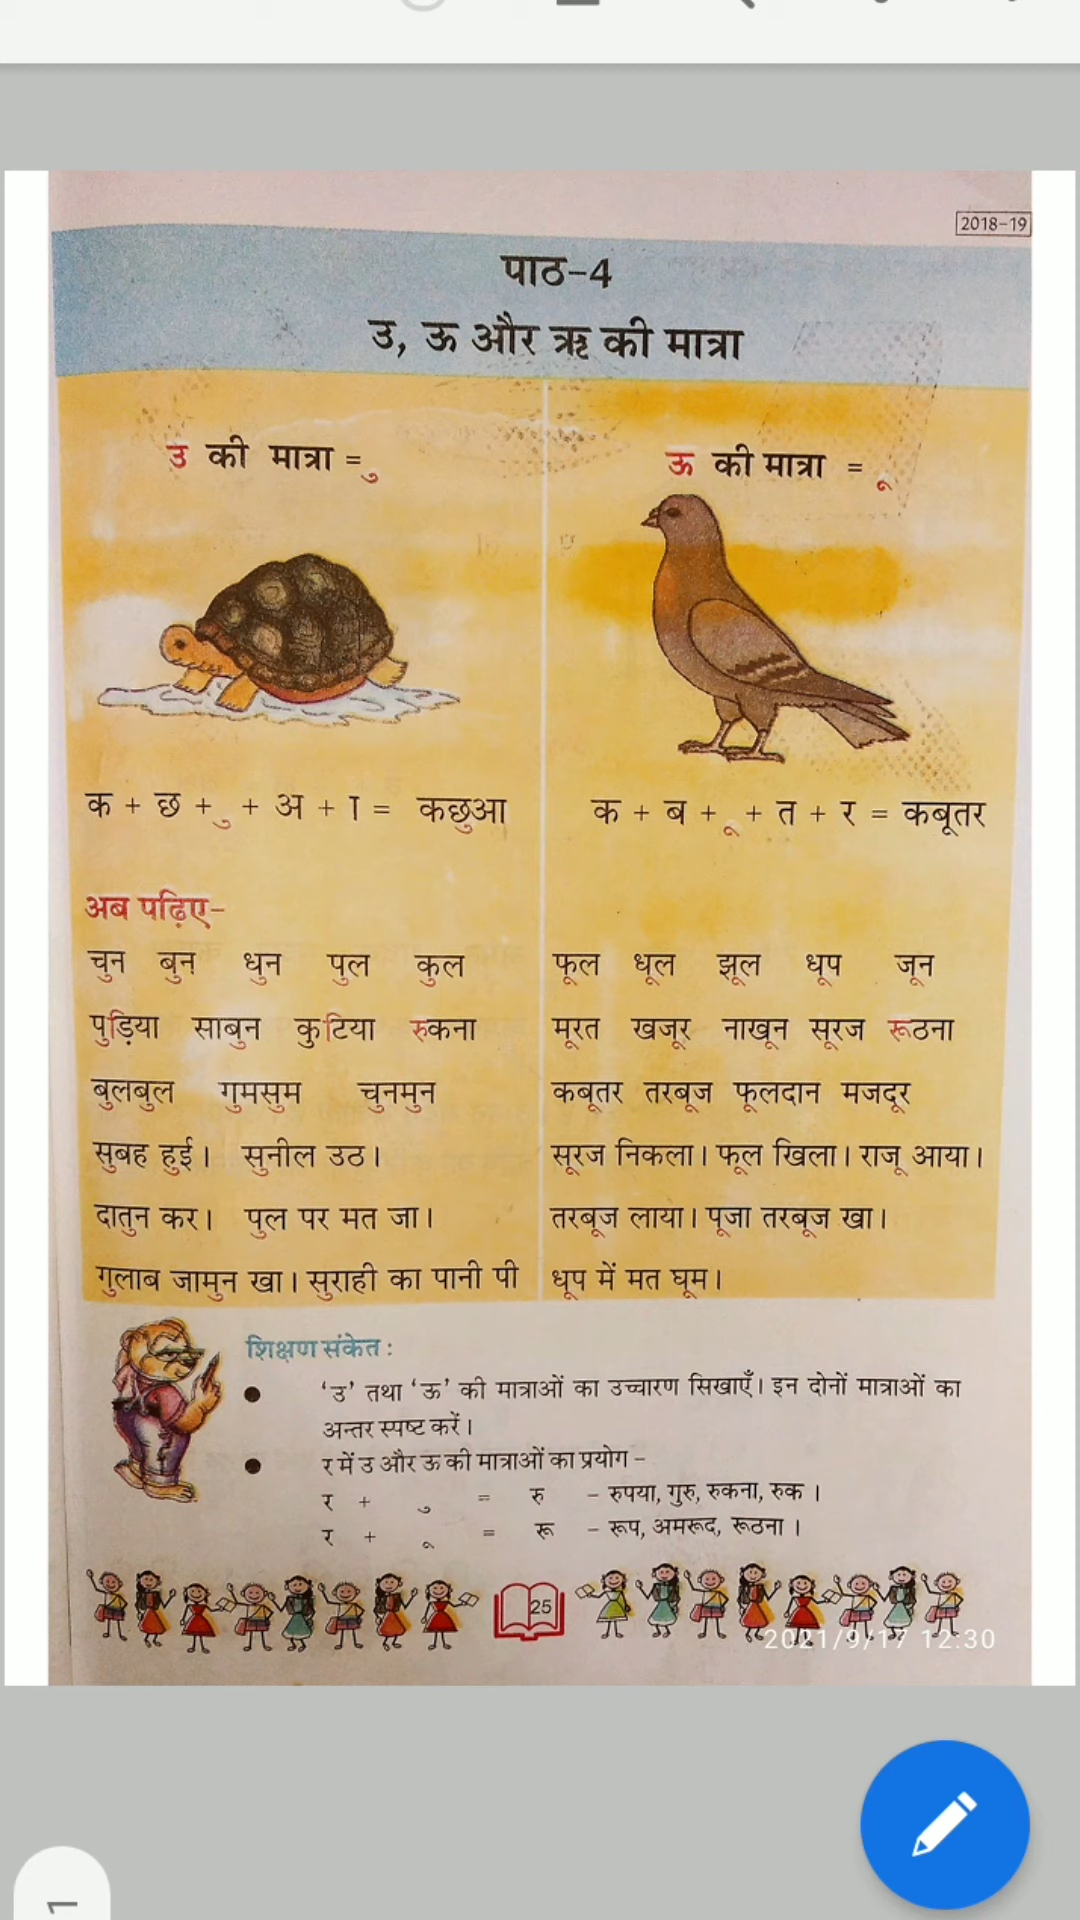 2018-19
पाठ-4
उ, ऊ और ऋ की मात्रा
उ की मात्रा = ु
क + छ + ु + अ + ा = कछुआ
ऊ की मात्रा = ू
क + ब + ू + त + र = कबूतर
अब पढ़िए-
चुन बुन धुन पुल कुल
पुड़िया साबुन कुटिया रुकना
बुलबुल गुमसुम चुनमुन
सुबह हुई। सुनील उठ।
दातुन कर। पुल पर मत जा।
गुलाब जामुन खा। सुराही का पानी पी
फूल धूल झूल धूप जून
मूरत खजूर नाखून सूरज रूठना
कबूतर तरबूज फूलदान मजदूर
सूरज निकला। फूल खिला। राजू आया।
तरबूज लाया। पूजा तरबूज खा।
धूप में मत घूम।
शिक्षण संकेत :
● 'उ' तथा 'ऊ' की मात्राओं का उच्चारण सिखाएँ। इन दोनों मात्राओं का
अन्तर स्पष्ट करें।
● र में उ और ऊ की मात्राओं का प्रयोग –
र + ु = रु – रुपया, गुरु, रुकना, रुक।
र + ू = रू – रूप, अमरूद, रूठना।
25
2021/9/17 12:30
1